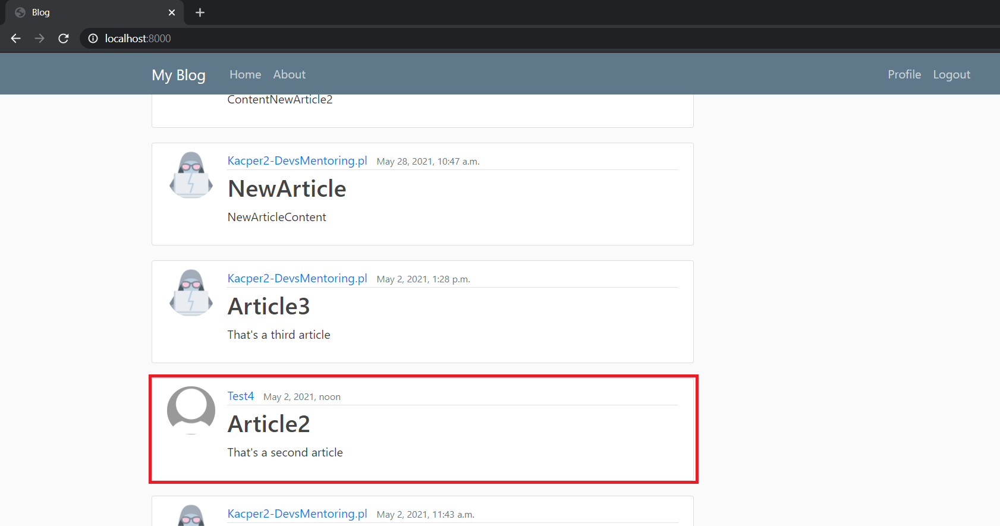 Blog
localhost:8000
My Blog Home About Profile Logout
ContentNewArticle2
Kacper2-DevsMentoring.pl May 28, 2021, 10:47 a.m.
NewArticle
NewArticleContent
Kacper2-DevsMentoring.pl May 2, 2021, 1:28 p.m.
Article3
That's a third article
Test4 May 2, 2021, noon
Article2
That's a second article
Kacper2-DevsMentoring.pl May 2, 2021, 11:43 a.m.